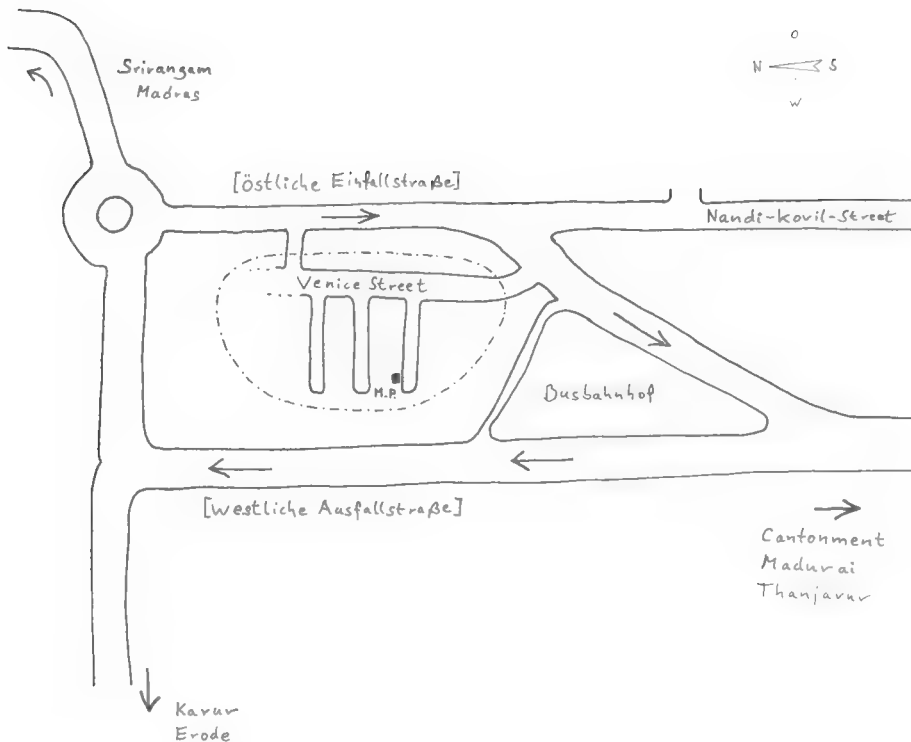 O
N S
W
Srirangam
Madras
[östliche Einfallstraße]
Nandi-Kovil-Street
Venice Street
M.P.
Busbahnhof
[westliche Ausfallstraße]
Cantonment
Madurai
Thanjavur
Karur
Erode